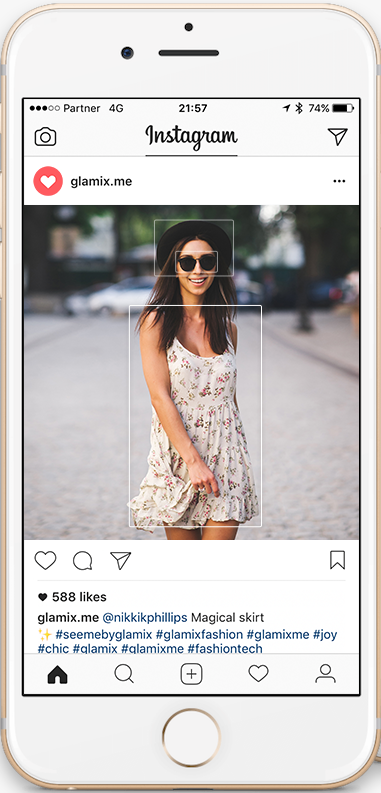 Partner 4G 21:57 74%
Instagram
glamix.me
588 likes
glamix.me @nikkikphillips Magical skirt
✨ #seemebyglamix #glamixfashion #glamixme #joy
#chic #glamix #glamixme #fashiontech